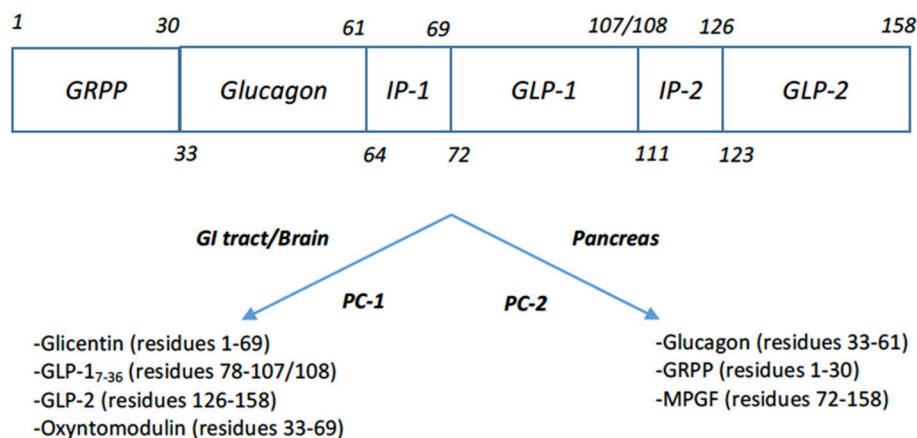 1 30 61 69 107/108 126 158
GRPP Glucagon IP-1 GLP-1 IP-2 GLP-2
33 64 72 111 123
GI tract/Brain Pancreas
PC-1 PC-2
-Glicentin (residues 1-69)
-GLP-1₇₋₃₆ (residues 78-107/108)
-GLP-2 (residues 126-158)
-Oxyntomodulin (residues 33-69)
-Glucagon (residues 33-61)
-GRPP (residues 1-30)
-MPGF (residues 72-158)